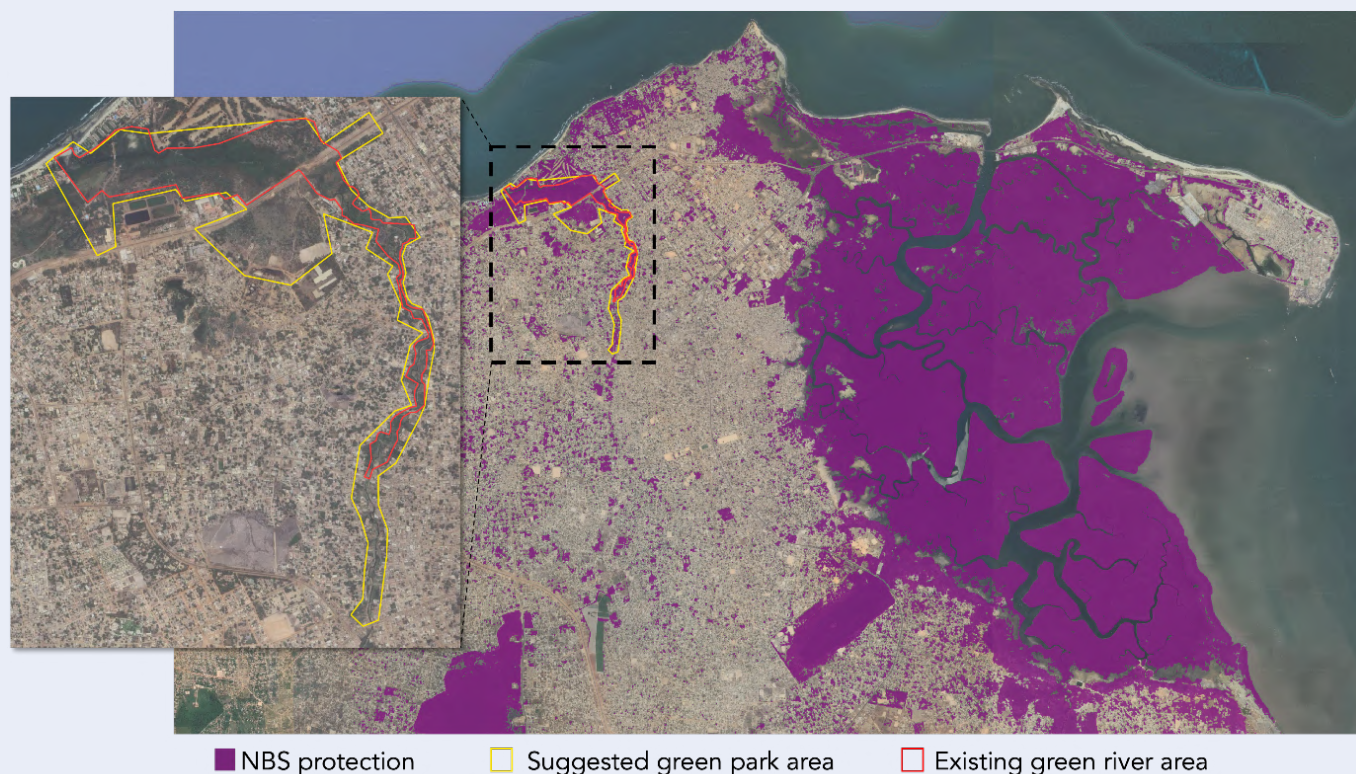 NBS protection
Suggested green park area
Existing green river area